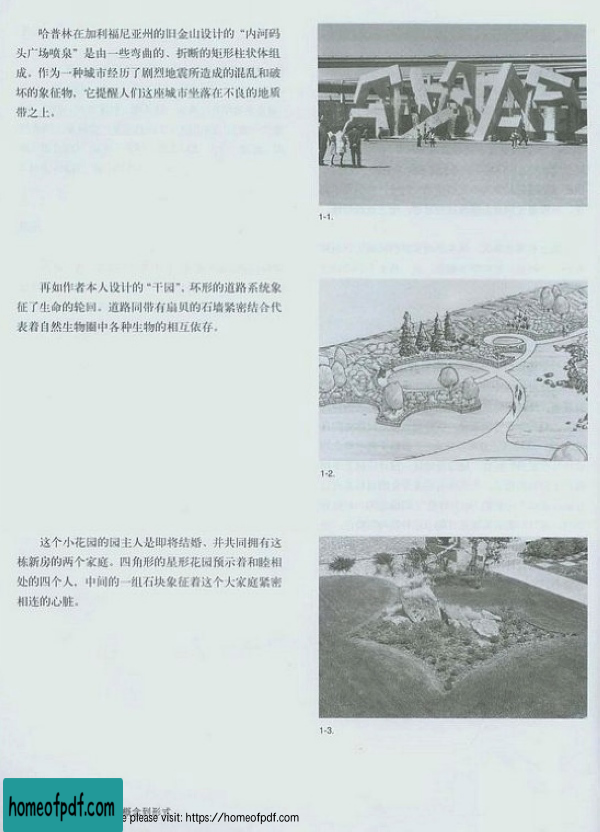 哈普林在加利福尼亚州的旧金山设计的“内河码
头广场喷泉”是由一些弯曲的、折断的矩形柱状体组
成。作为一种城市经历了剧烈地震所造成的混乱和破
坏的象征物，它提醒人们这座城市坐落在不良的地质
带之上。
1-1.
再如作者本人设计的“干园”，环形的道路系统象
征了生命的轮回。道路同带有扇贝的石墙紧密结合代
表着自然生物圈中各种生物的相互依存。
1-2.
这个小花园的园主人是即将结婚、并共同拥有这
栋新房的两个家庭。四角形的星形花园预示着和睦相
处的四个人，中间的一组石块象征着这个大家庭紧密
相连的心脏。
1-3.
概念到形式
homeofpdf.com
please visit: https://homeofpdf.com